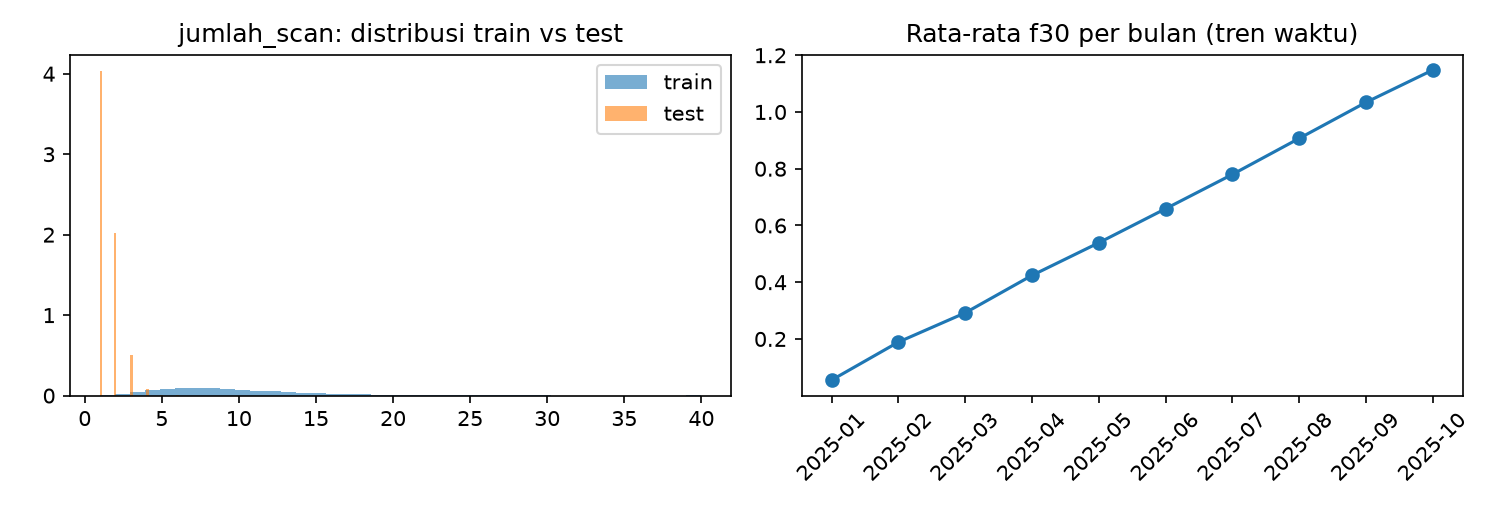 jumlah_scan: distribusi train vs test
train
test
4
3
2
1
0
0 5 10 15 20 25 30 35 40
Rata-rata f30 per bulan (tren waktu)
1.2
1.0
0.8
0.6
0.4
0.2
2025-01 2025-02 2025-03 2025-04 2025-05 2025-06 2025-07 2025-08 2025-09 2025-10